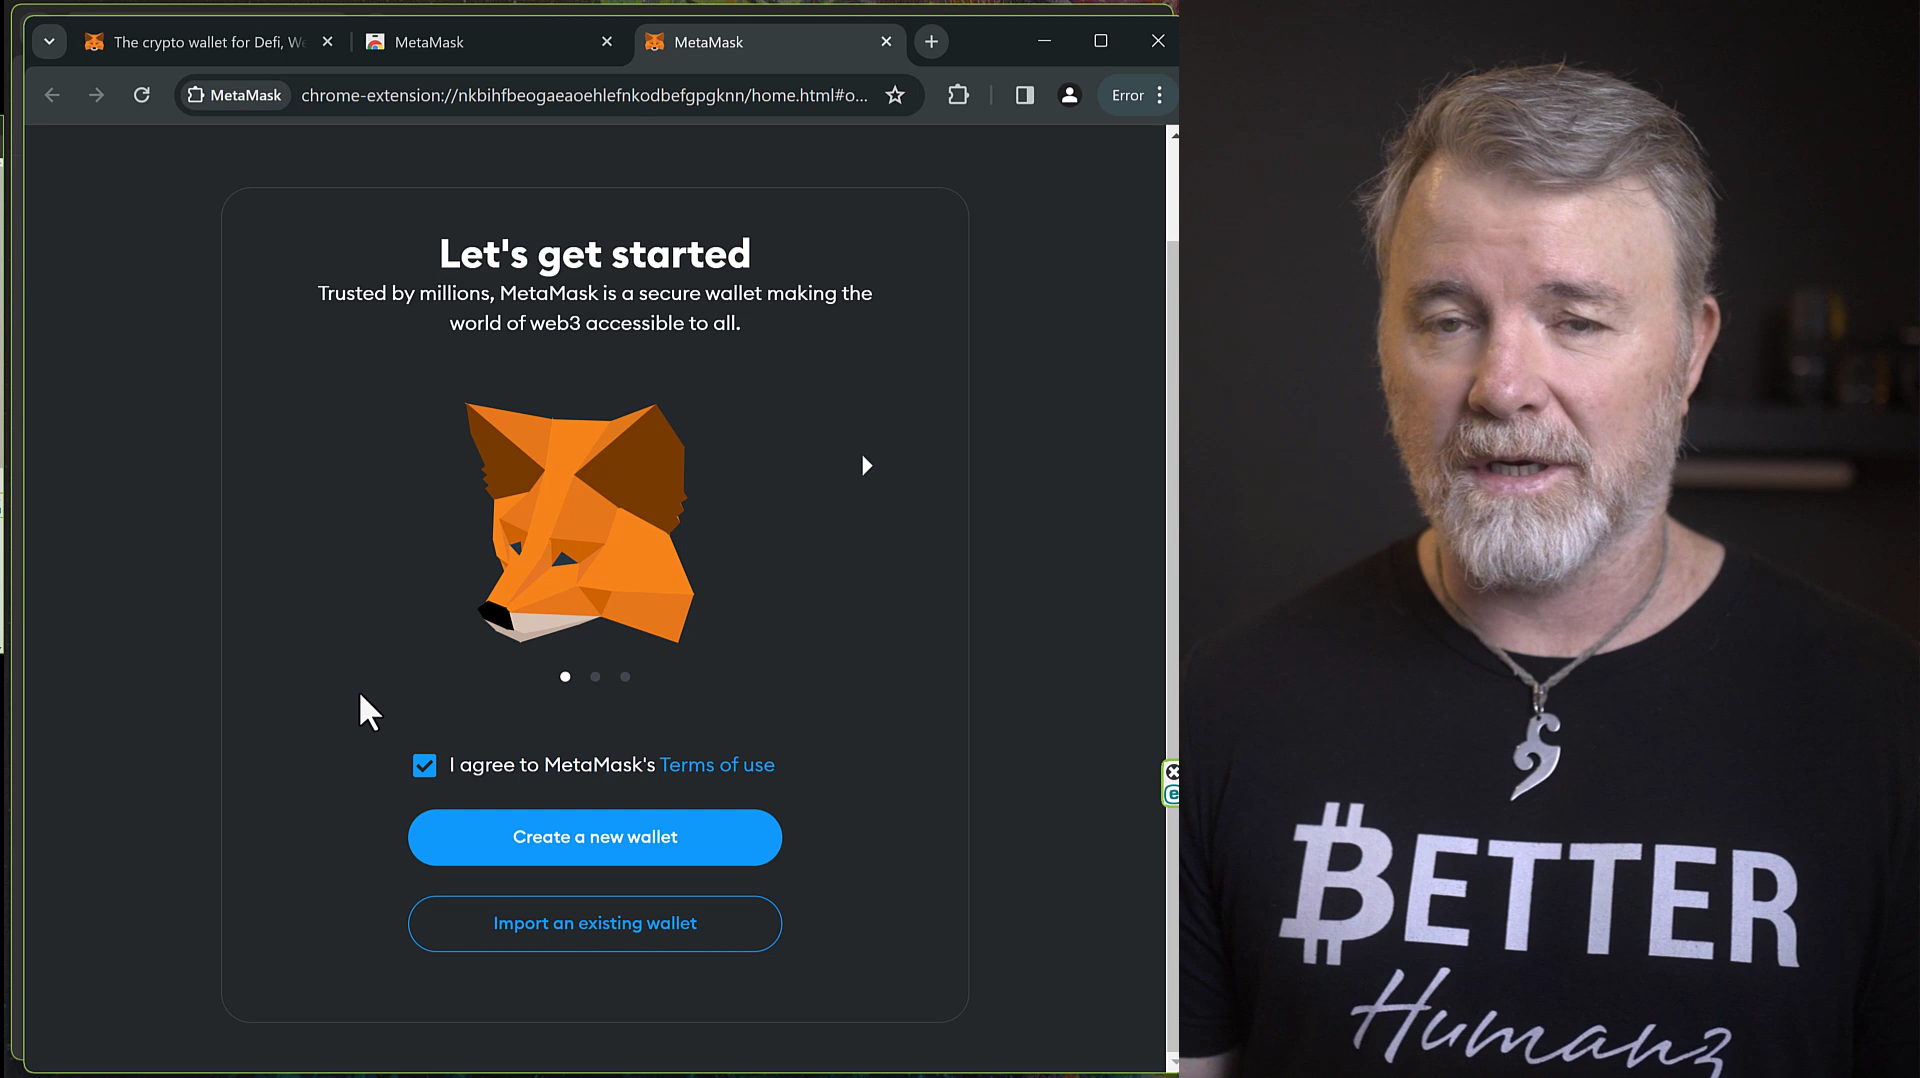 The crypto wallet for Defi, We
MetaMask
MetaMask
MetaMask
chrome-extension://nkbihfbeogaeaoehlefnkodbefgpgknn/home.html#o...
Error
Let's get started
Trusted by millions, MetaMask is a secure wallet making the
world of web3 accessible to all.
I agree to MetaMask's Terms of use
Create a new wallet
Import an existing wallet
₿ETTER
Humanz